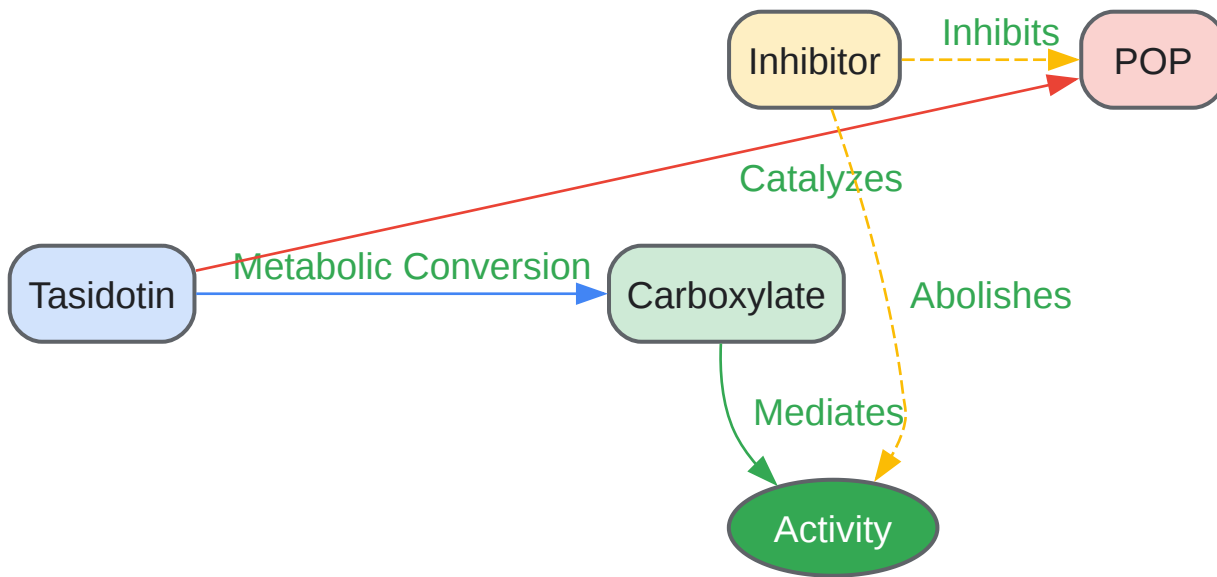 Inhibits
Inhibitor
POP
Catalyzes
Metabolic Conversion
Tasidotin
Carboxylate
Abolishes
Mediates
Activity